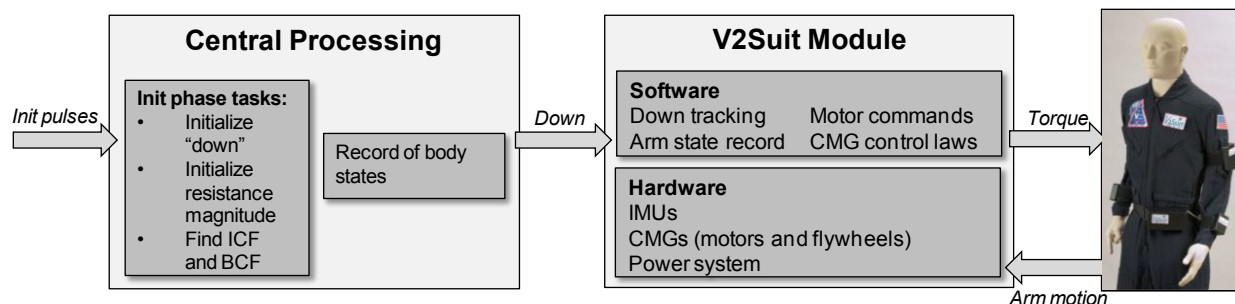 Central Processing
V2Suit Module
Init pulses
Init phase tasks:
• Initialize
“down”
• Initialize
resistance
magnitude
• Find ICF
and BCF
Record of body
states
Down
Software
Down tracking Motor commands
Arm state record CMG control laws
Hardware
IMUs
CMGs (motors and flywheels)
Power system
Torque
Arm motion